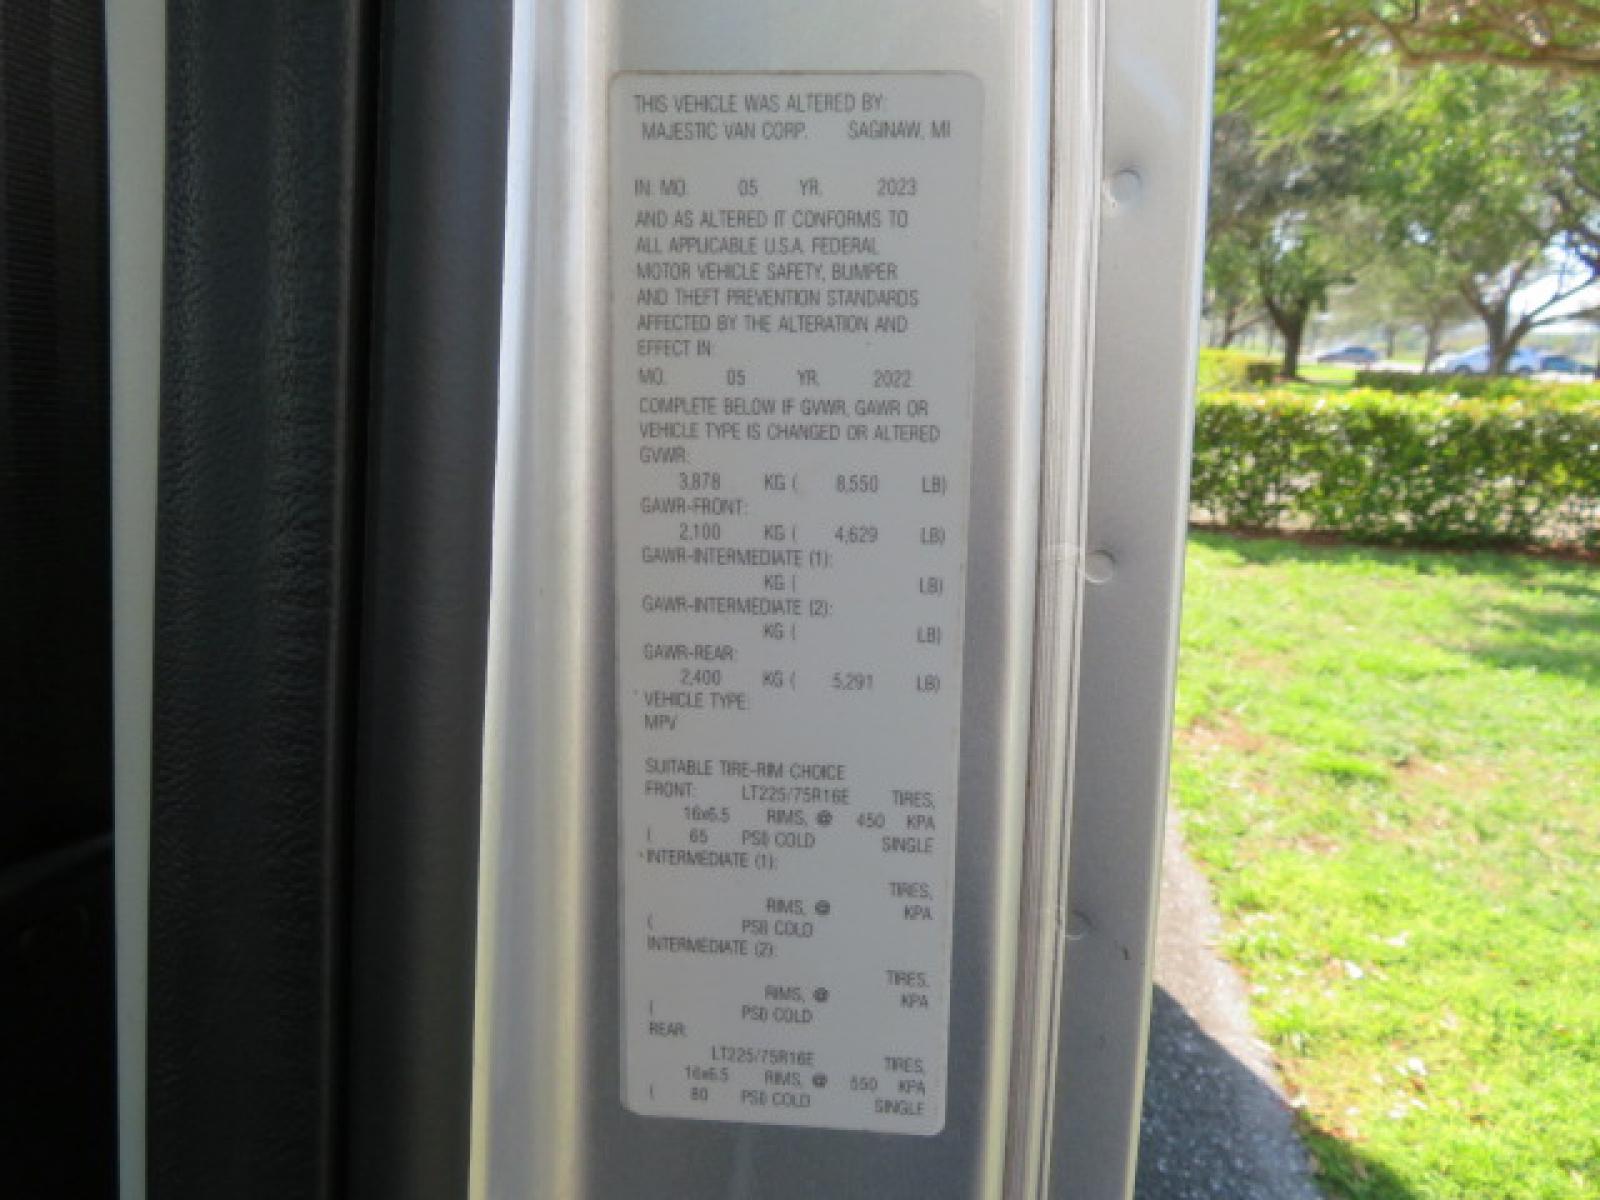 THIS VEHICLE WAS ALTERED BY:
MAJESTIC VAN CORP. SAGINAW, MI
IN: MO. 05 YR. 2023
AND AS ALTERED IT CONFORMS TO
ALL APPLICABLE U.S.A. FEDERAL
MOTOR VEHICLE SAFETY, BUMPER
AND THEFT PREVENTION STANDARDS
AFFECTED BY THE ALTERATION AND
EFFECT IN:
MO. 05 YR. 2022
COMPLETE BELOW IF GVWR, GAWR OR
VEHICLE TYPE IS CHANGED OR ALTERED
GVWR:
3,878 KG ( 8,550 LB)
GAWR-FRONT:
2,100 KG ( 4,629 LB)
GAWR-INTERMEDIATE (1):
KG ( LB)
GAWR-INTERMEDIATE (2):
KG ( LB)
GAWR-REAR:
2,400 KG ( 5,291 LB)
VEHICLE TYPE:
MPV
SUITABLE TIRE-RIM CHOICE
FRONT: LT225/75R16E TIRES,
16x6.5 RIMS, @ 450 KPA
( 65 PSI) COLD SINGLE
INTERMEDIATE (1):
TIRES,
RIMS, @ KPA
( PSI) COLD
INTERMEDIATE (2):
TIRES,
RIMS, @ KPA
( PSI) COLD
REAR:
LT225/75R16E TIRES,
16x6.5 RIMS, @ 550 KPA
( 80 PSI) COLD SINGLE